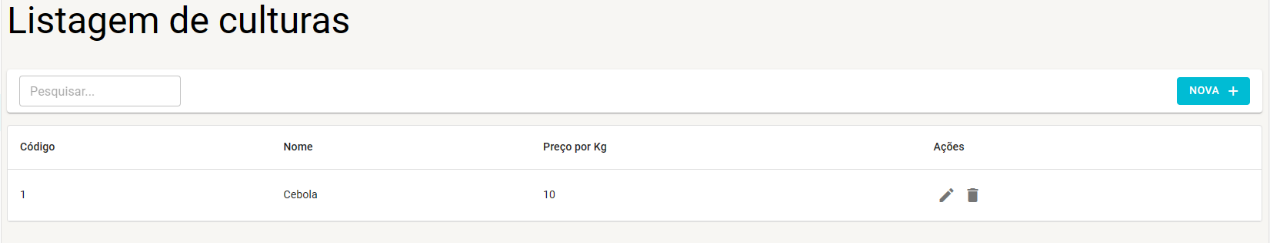 Listagem de culturas
Pesquisar...
NOVA +
Código Nome Preço por Kg Ações
1 Cebola 10